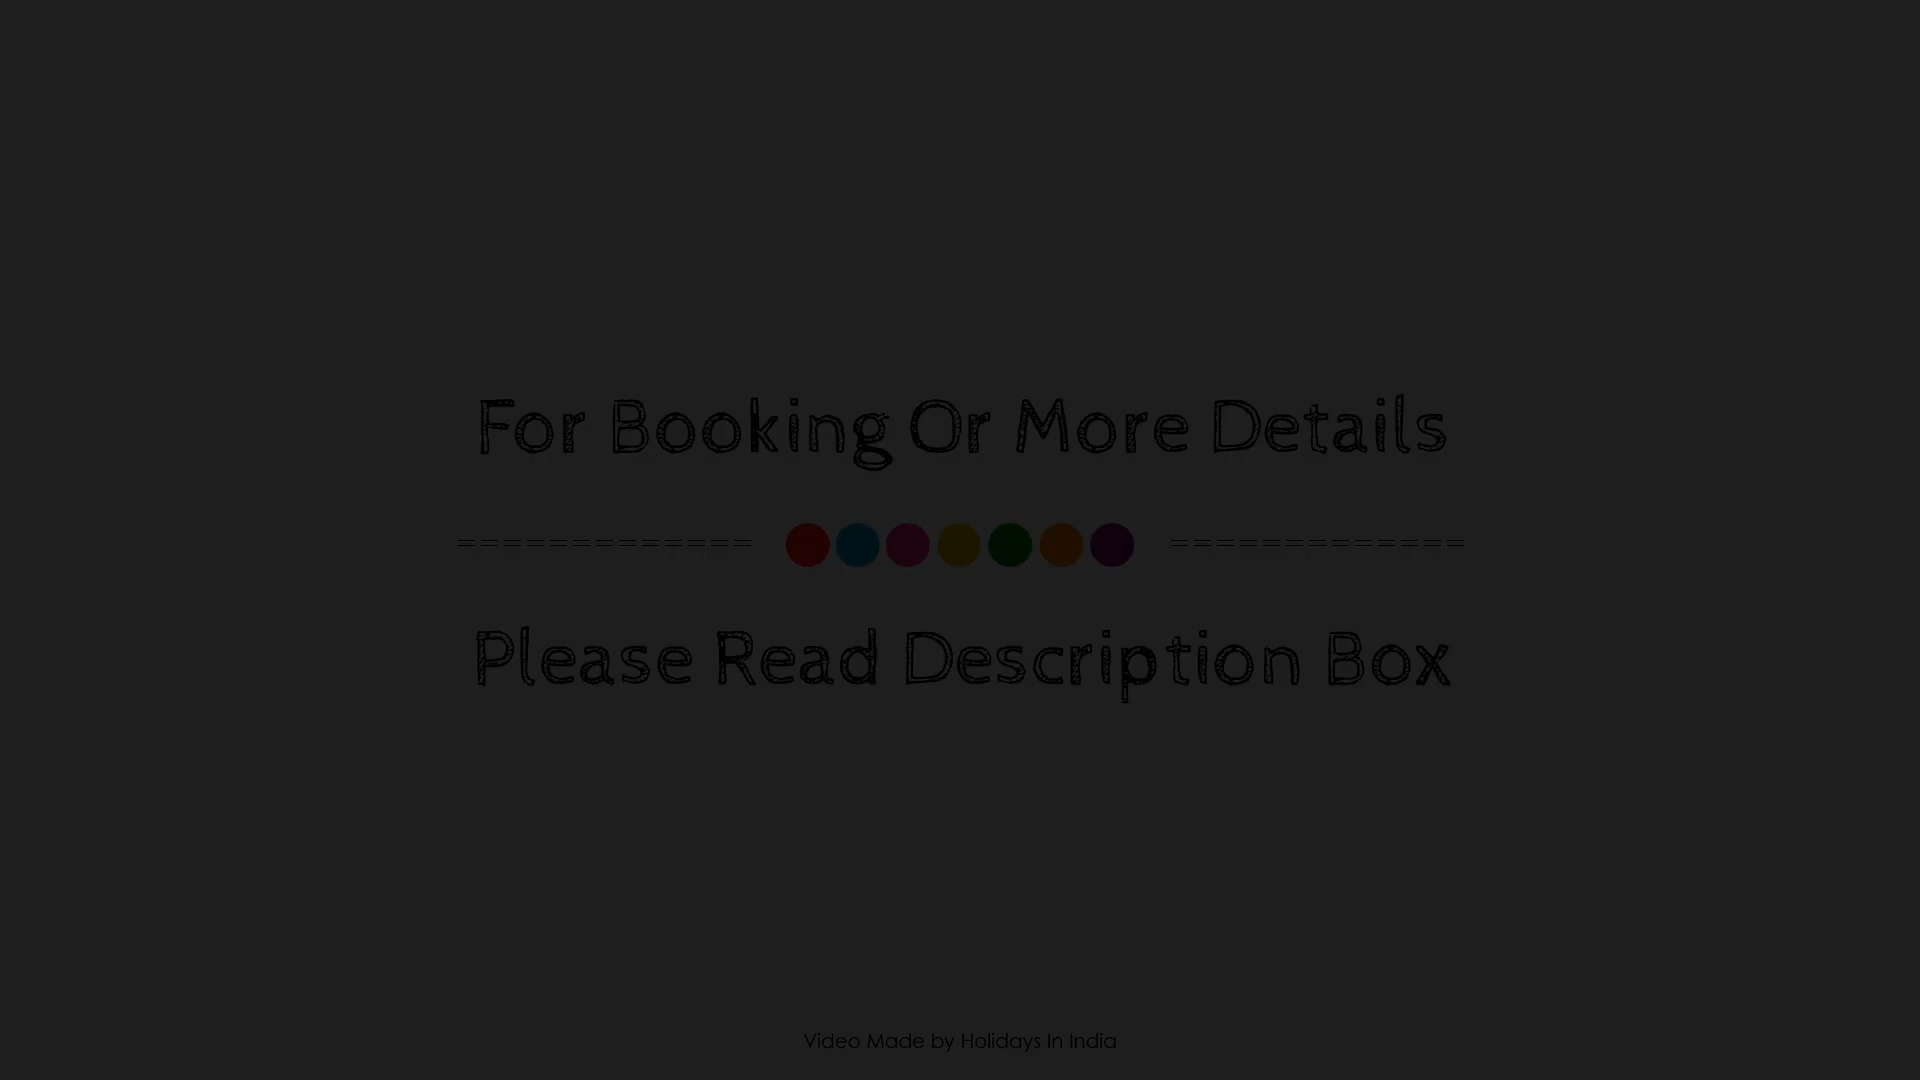 For Booking Or More Details
============= =============
Please Read Description Box
Video Made by Holidays In India